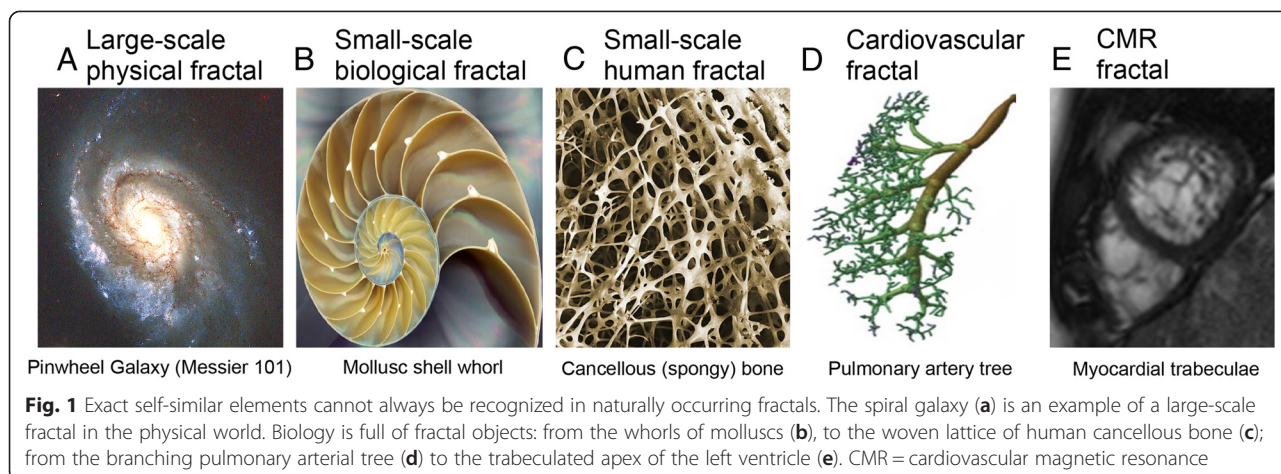 A Large-scale physical fractal
B Small-scale biological fractal
C Small-scale human fractal
D Cardiovascular fractal
E CMR fractal
Pinwheel Galaxy (Messier 101)
Mollusc shell whorl
Cancellous (spongy) bone
Pulmonary artery tree
Myocardial trabeculae
Fig. 1 Exact self-similar elements cannot always be recognized in naturally occurring fractals. The spiral galaxy (a) is an example of a large-scale
fractal in the physical world. Biology is full of fractal objects: from the whorls of molluscs (b), to the woven lattice of human cancellous bone (c);
from the branching pulmonary arterial tree (d) to the trabeculated apex of the left ventricle (e). CMR = cardiovascular magnetic resonance